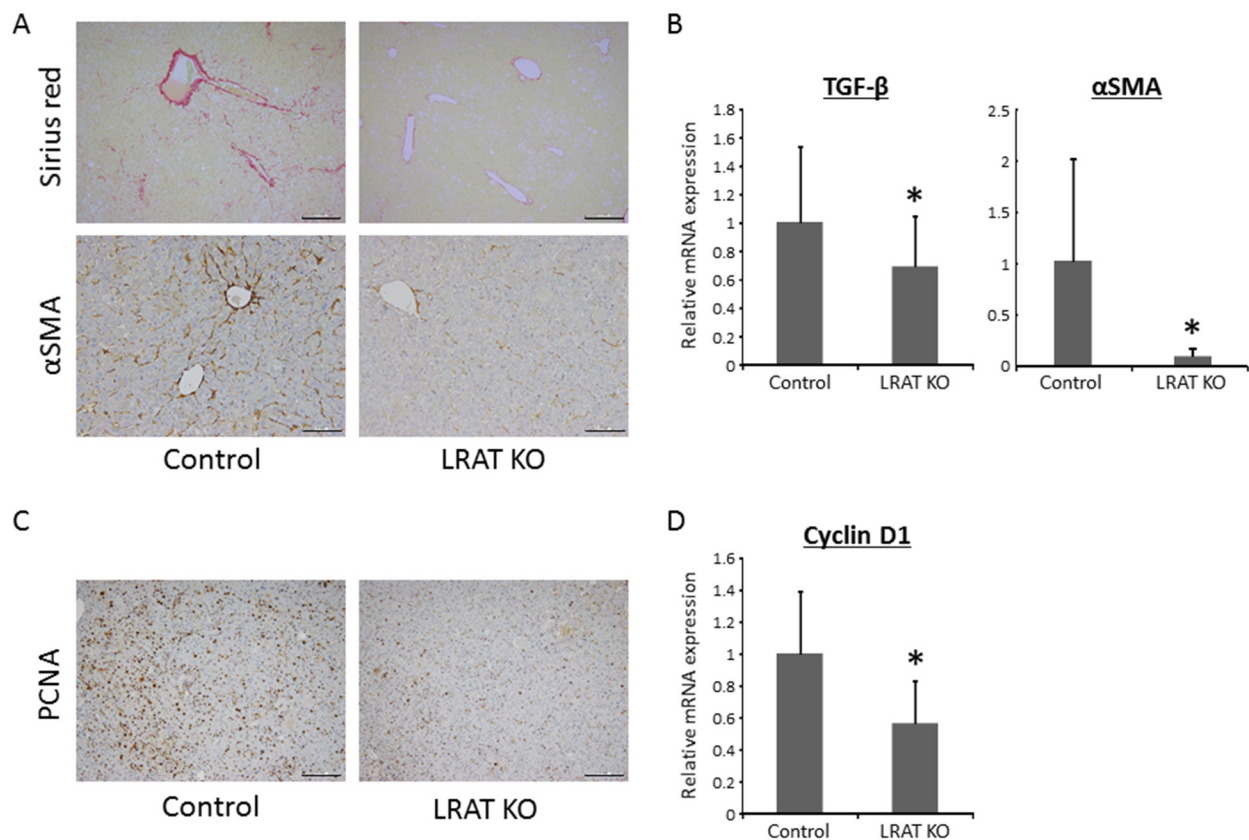 A
Sirius red
αSMA
Control
LRAT KO
B
TGF-β
Relative mRNA expression
1.8
1.6
1.4
1.2
1
0.8
0.6
0.4
0.2
0
*
Control
LRAT KO
αSMA
2.5
2
1.5
1
0.5
0
*
Control
LRAT KO
C
PCNA
Control
LRAT KO
D
Cyclin D1
Relative mRNA expression
1.6
1.4
1.2
1
0.8
0.6
0.4
0.2
0
*
Control
LRAT KO